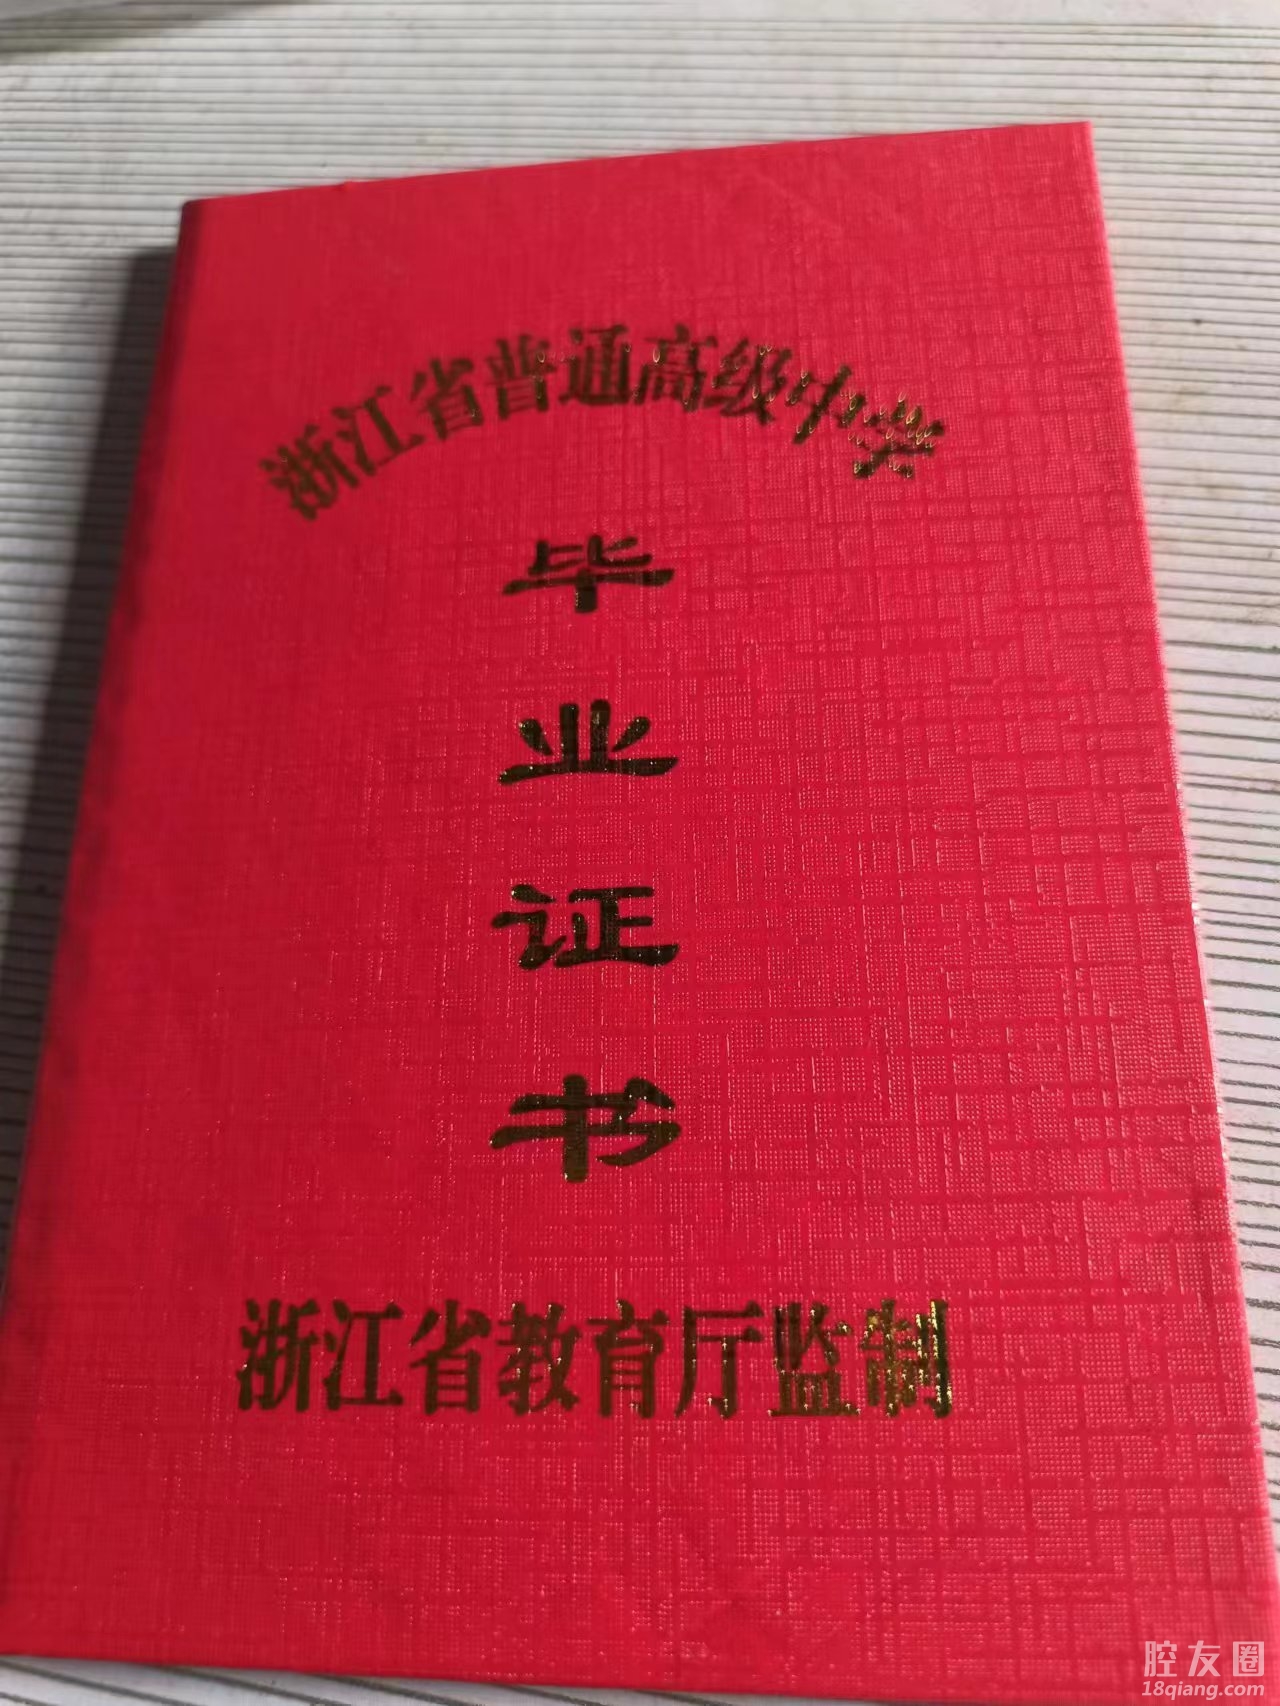 浙江省普通高级中学
毕
业
证
书
浙江省教育厅监制
腔友圈
18qiang.com